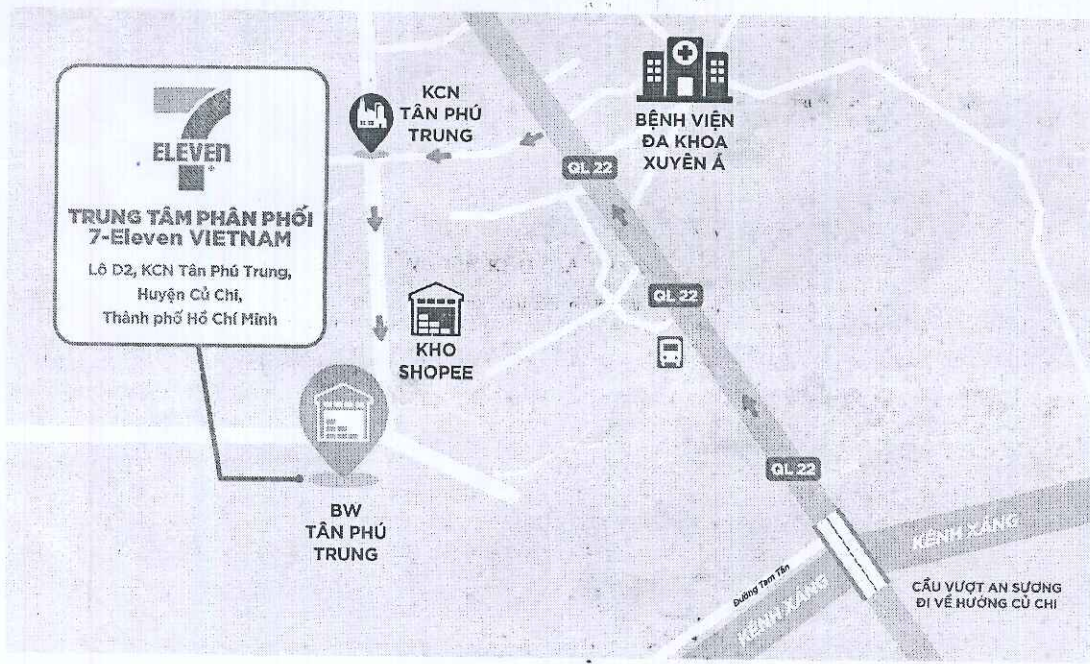 7
ELEVEn
TRUNG TÂM PHÂN PHỐI
7-Eleven VIETNAM
Lô D2, KCN Tân Phú Trung,
Huyện Củ Chi,
Thành phố Hồ Chí Minh
KCN
TÂN PHÚ
TRUNG
BỆNH VIỆN
ĐA KHOA
XUYÊN Á
QL 22
QL 22
KHO
SHOPEE
QL 22
BW
TÂN PHÚ
TRUNG
KÊNH XÁNG
Đường Tam Tân
KÊNH XÁNG
CẦU VƯỢT AN SƯƠNG
ĐI VỀ HƯỚNG CỦ CHI